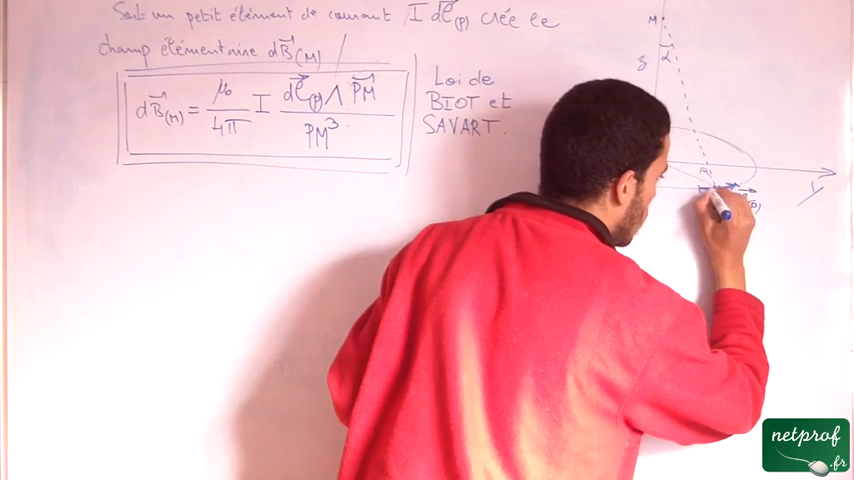 Soit un petit élément de courant I dℓ⃗(P) crée le
champ élémentaire dB⃗(M)
dB⃗(M) = μ₀/4π I dℓ⃗(P) ∧ PM⃗ / PM³
Loi de
BIOT et
SAVART.
M
α
z
R
(P)
y
netprof
.fr